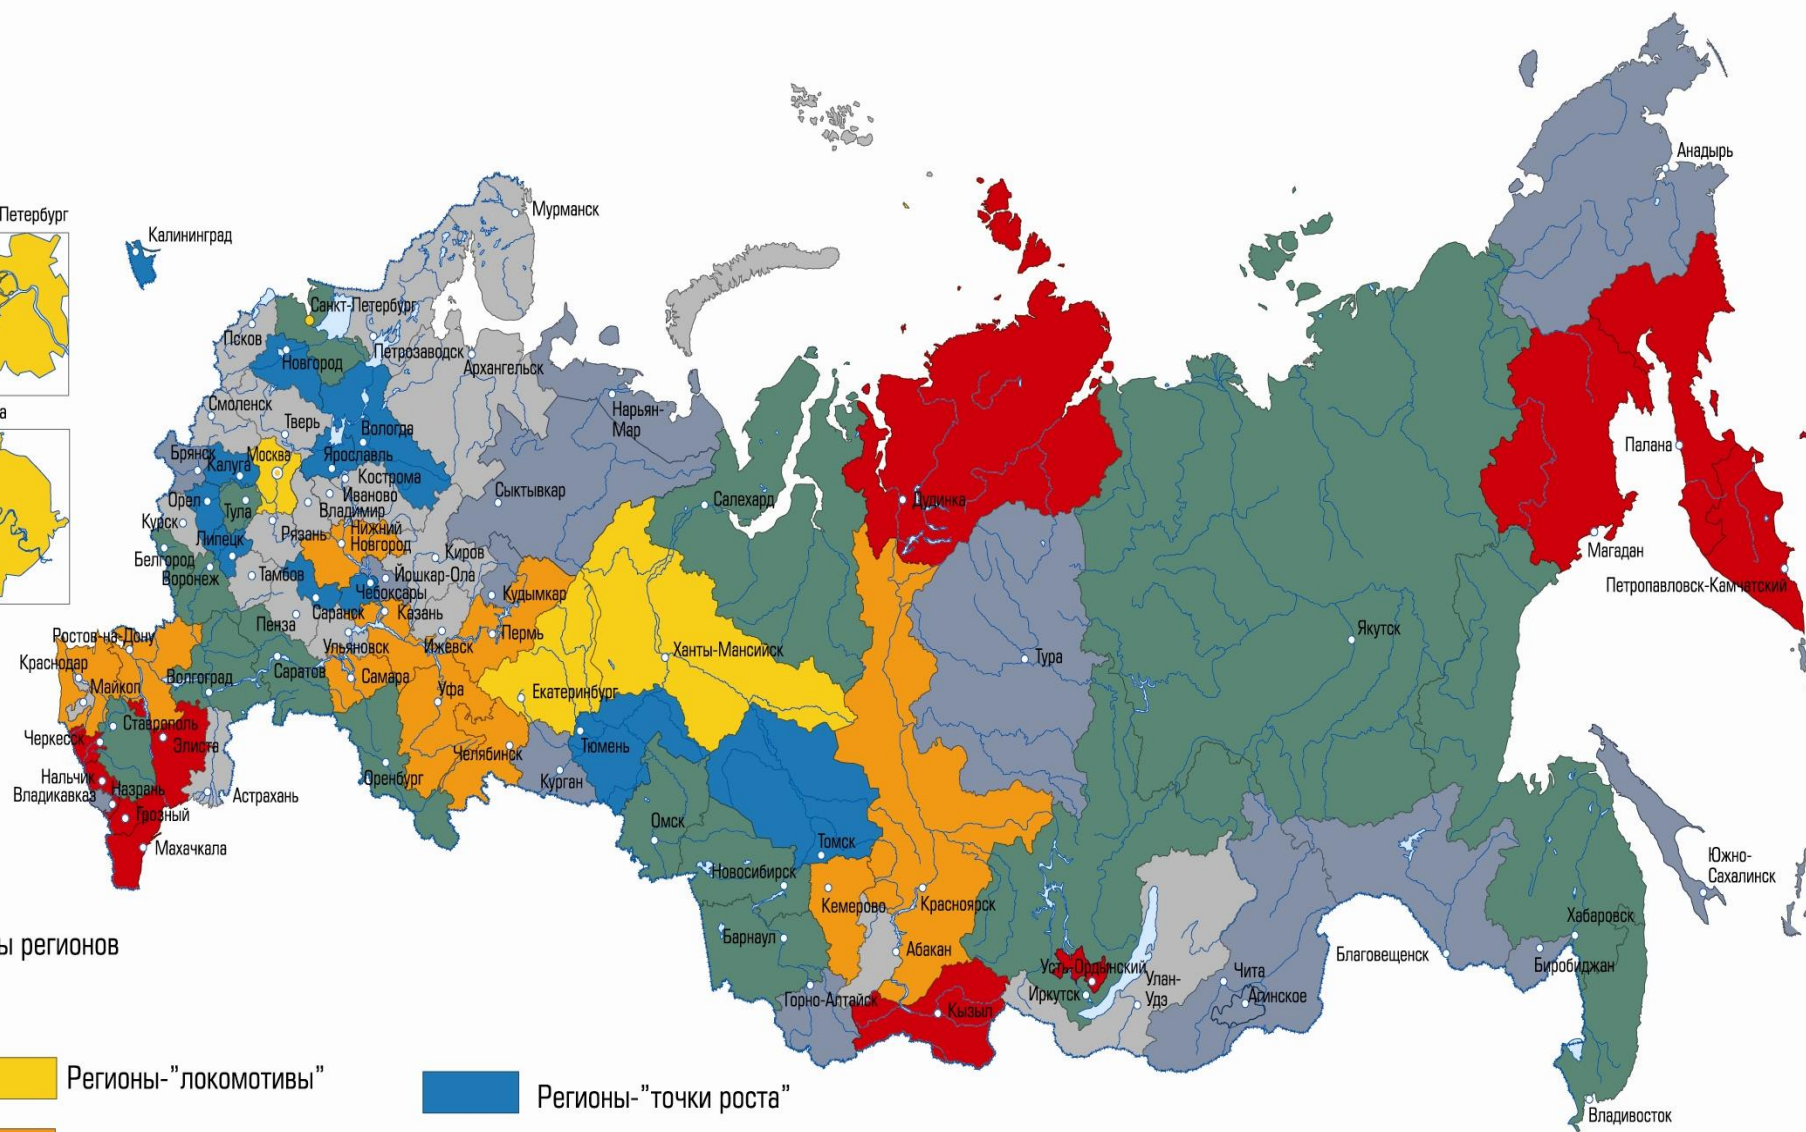 Петербург
Калининград
Мурманск
Анадырь
Санкт-Петербург
Псков
Петрозаводск
Новгород
Архангельск
Смоленск
Тверь
Нарьян-
Мар
Вологда
а
Брянск
Калуга
Москва
Ярославль
Палана
Кострома
Сыктывкар
Иваново
Салехард
Дудинка
Орел
Тула
Владимир
Курск
Рязань
Нижний
Новгород
Липецк
Магадан
Белгород
Киров
Воронеж
Тамбов
Йошкар-Ола
Петропавловск-Камчатский
Чебоксары
Кудымкар
Саранск
Казань
Пенза
Якутск
Ростов-на-Дону
Пермь
Ульяновск
Ижевск
Ханты-Мансийск
Тура
Краснодар
Майкоп
Волгоград
Саратов
Самара
Уфа
Екатеринбург
Ставрополь
Черкесск
Элиста
Челябинск
Тюмень
Нальчик
Назрань
Владикавказ
Оренбург
Курган
Астрахань
Грозный
Омск
Махачкала
Томск
Южно-
Сахалинск
Новосибирск
Кемерово
Красноярск
Хабаровск
Барнаул
ы регионов
Абакан
Благовещенск
Биробиджан
Усть-Ордынский
Улан-
Удэ
Чита
Горно-Алтайск
Иркутск
Агинское
Кызыл
Регионы-"локомотивы"
Регионы-"точки роста"
Владивосток